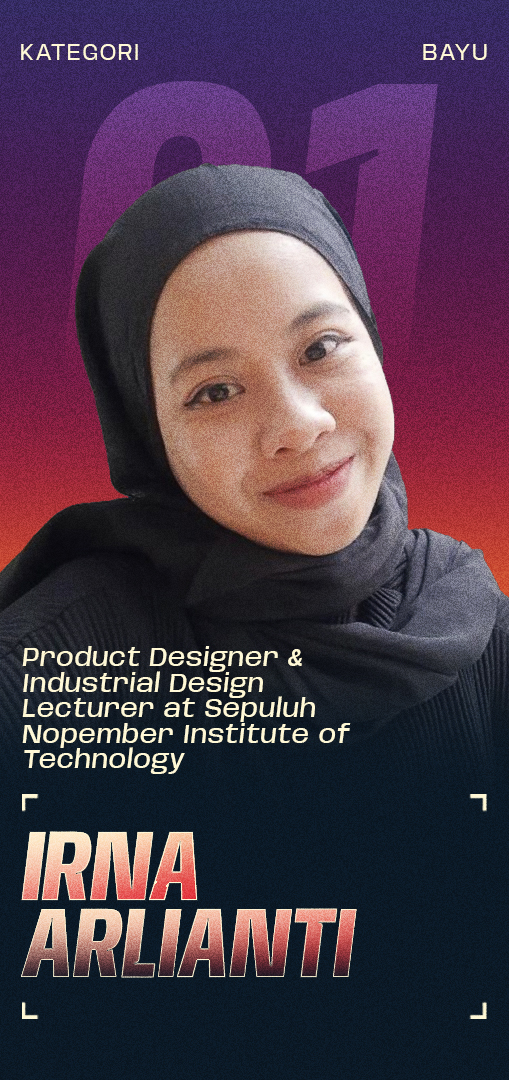 KATEGORI BAYU
01
Product Designer &
Industrial Design
Lecturer at Sepuluh
Nopember Institute of
Technology
IRNA
ARLIANTI